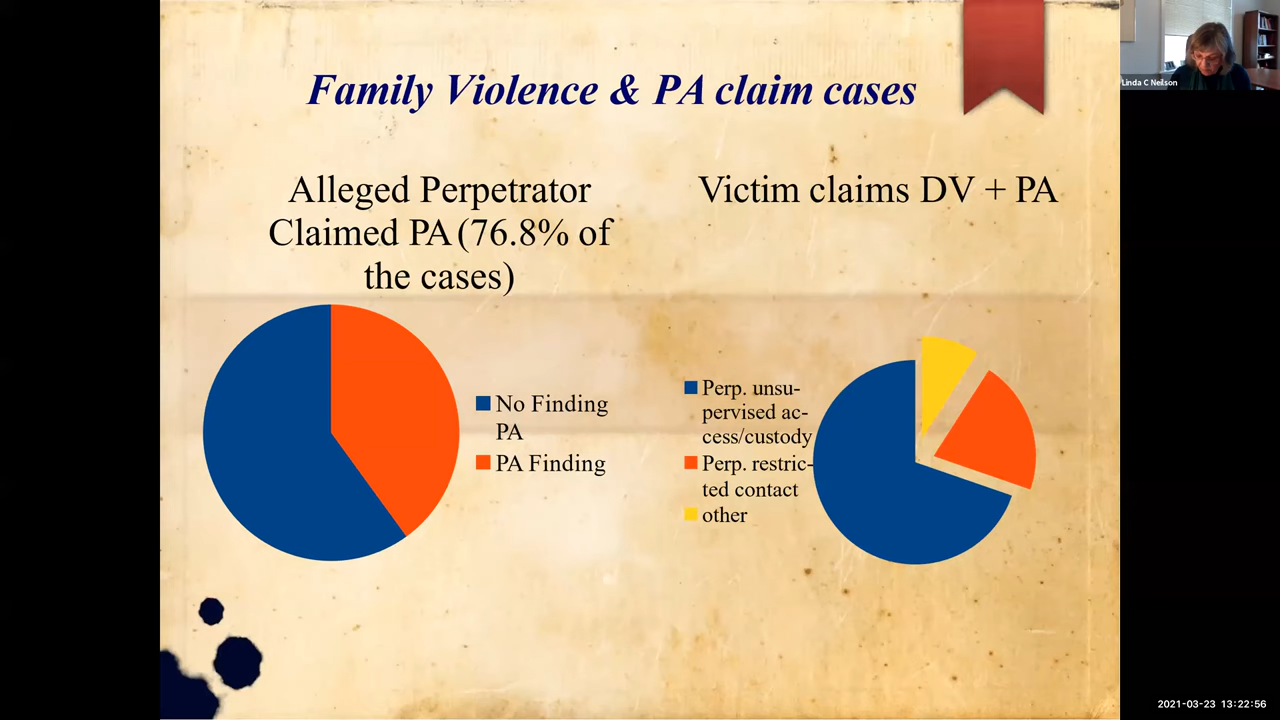 Family Violence & PA claim cases
Alleged Perpetrator
Claimed PA (76.8% of
the cases)
No Finding
PA
PA Finding
Victim claims DV + PA
Perp. unsu-
pervised ac-
cess/custody
Perp. restric-
ted contact
other
Linda C Neilson
2021-03-23 13:22:56